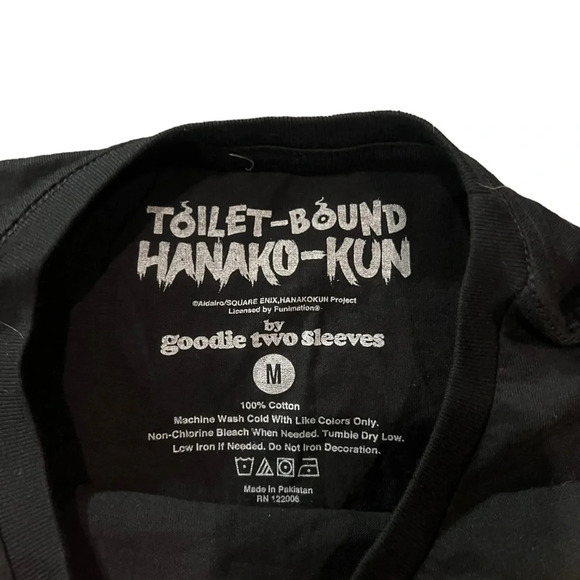 TOILET-BOUND
HANAKO-KUN
©AidaIro/SQUARE ENIX,HANAKOKUN Project
Licensed by Funimation®
by
goodie two sleeves
M
100% Cotton
Machine Wash Cold With Like Colors Only.
Non-Chlorine Bleach When Needed. Tumble Dry Low.
Low Iron If Needed. Do Not Iron Decoration.
Made in Pakistan
RN 122006